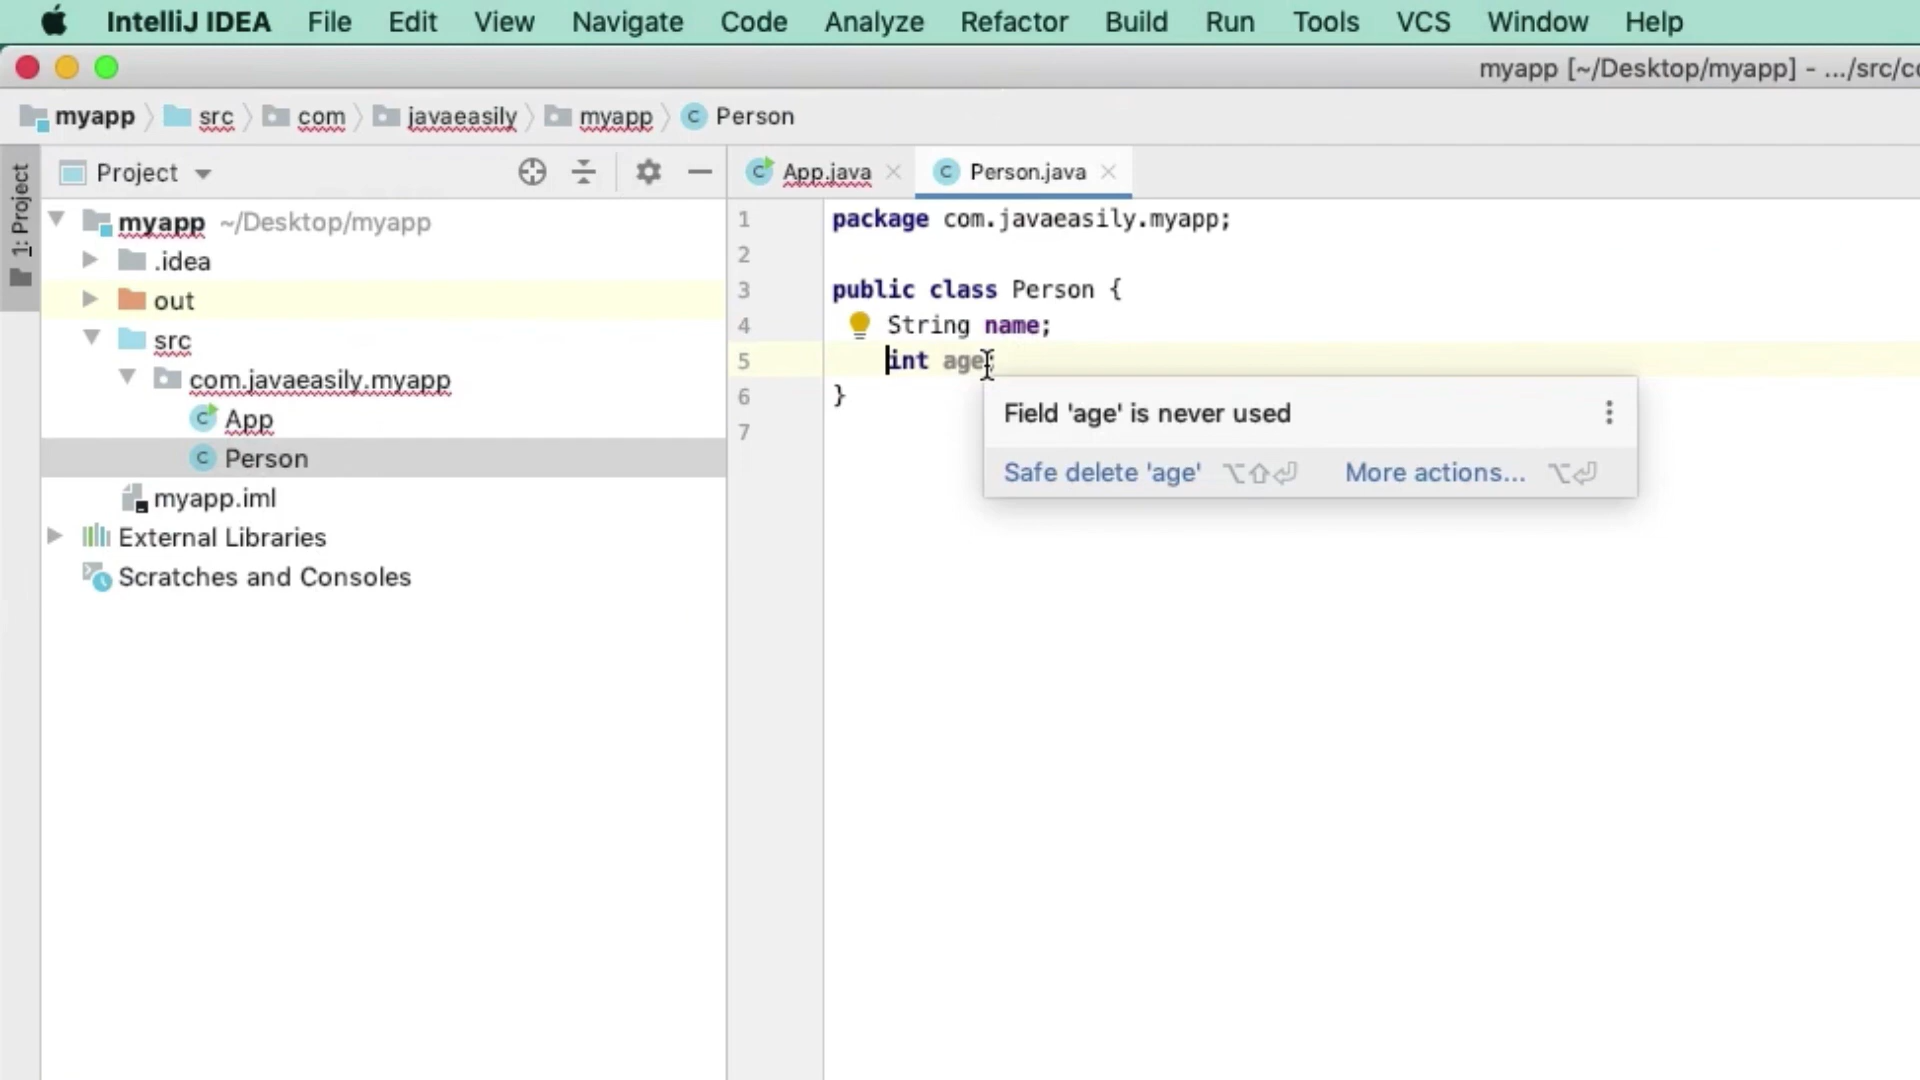 IntelliJ IDEA File Edit View Navigate Code Analyze Refactor Build Run Tools VCS Window Help
myapp [~/Desktop/myapp] - .../src/co
myapp src com javaeasily myapp Person
1: Project
Project
App.java Person.java
myapp ~/Desktop/myapp
.idea
out
src
com.javaeasily.myapp
App
Person
myapp.iml
External Libraries
Scratches and Consoles
1 package com.javaeasily.myapp;
2
3 public class Person {
4 String name;
5 int age;
6 }
7
Field 'age' is never used
Safe delete 'age' ⌥⇧⏎ More actions... ⌥⏎